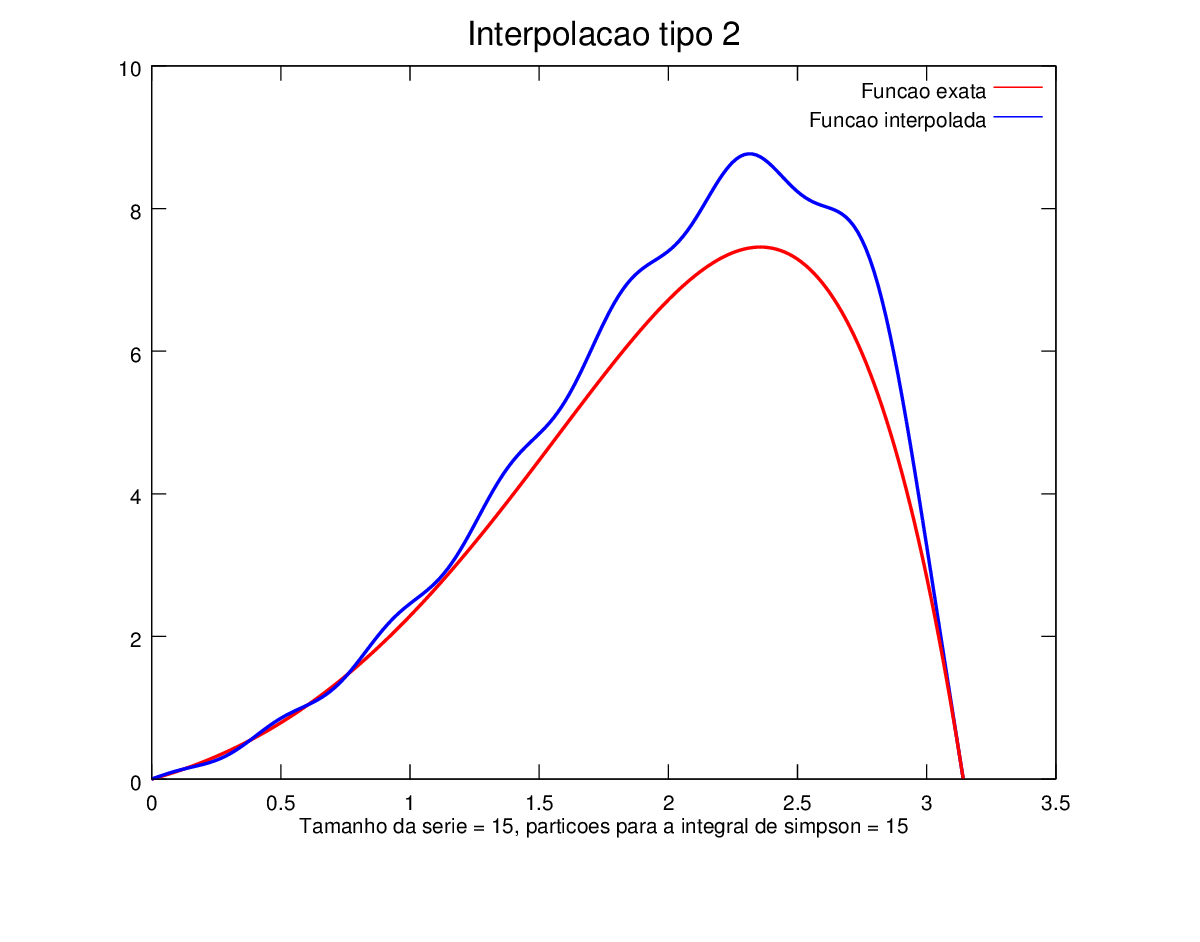 Interpolacao tipo 2
10
Funcao exata
Funcao interpolada
8
6
4
2
0
0 0.5 1 1.5 2 2.5 3 3.5
Tamanho da serie = 15, particoes para a integral de simpson = 15